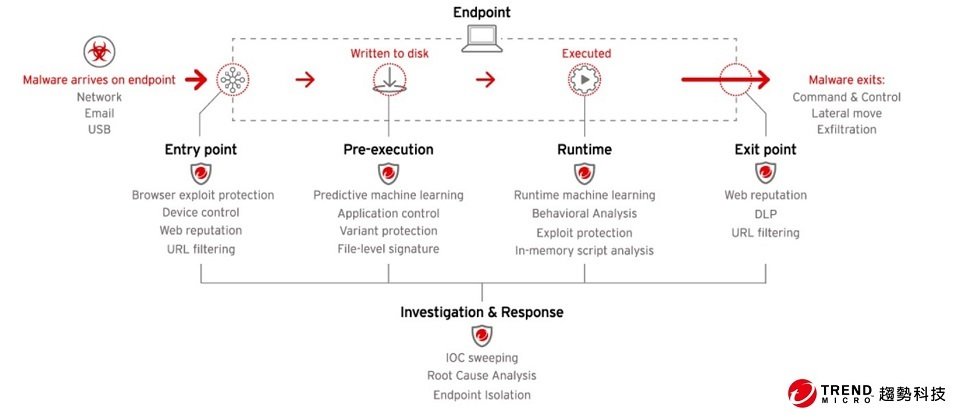 Endpoint
Malware arrives on endpoint
Network
Email
USB
Written to disk
Executed
Malware exits:
Command & Control
Lateral move
Exfiltration
Entry point
Browser exploit protection
Device control
Web reputation
URL filtering
Pre-execution
Predictive machine learning
Application control
Variant protection
File-level signature
Runtime
Runtime machine learning
Behavioral Analysis
Exploit protection
In-memory script analysis
Exit point
Web reputation
DLP
URL filtering
Investigation & Response
IOC sweeping
Root Cause Analysis
Endpoint Isolation
TREND
MICRO
趨勢科技